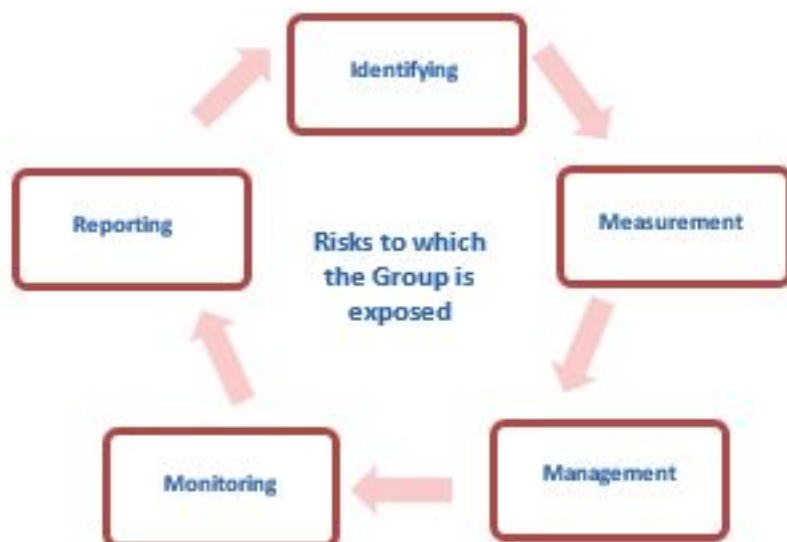 Identifying
Measurement
Management
Monitoring
Reporting
Risks to which
the Group is
exposed